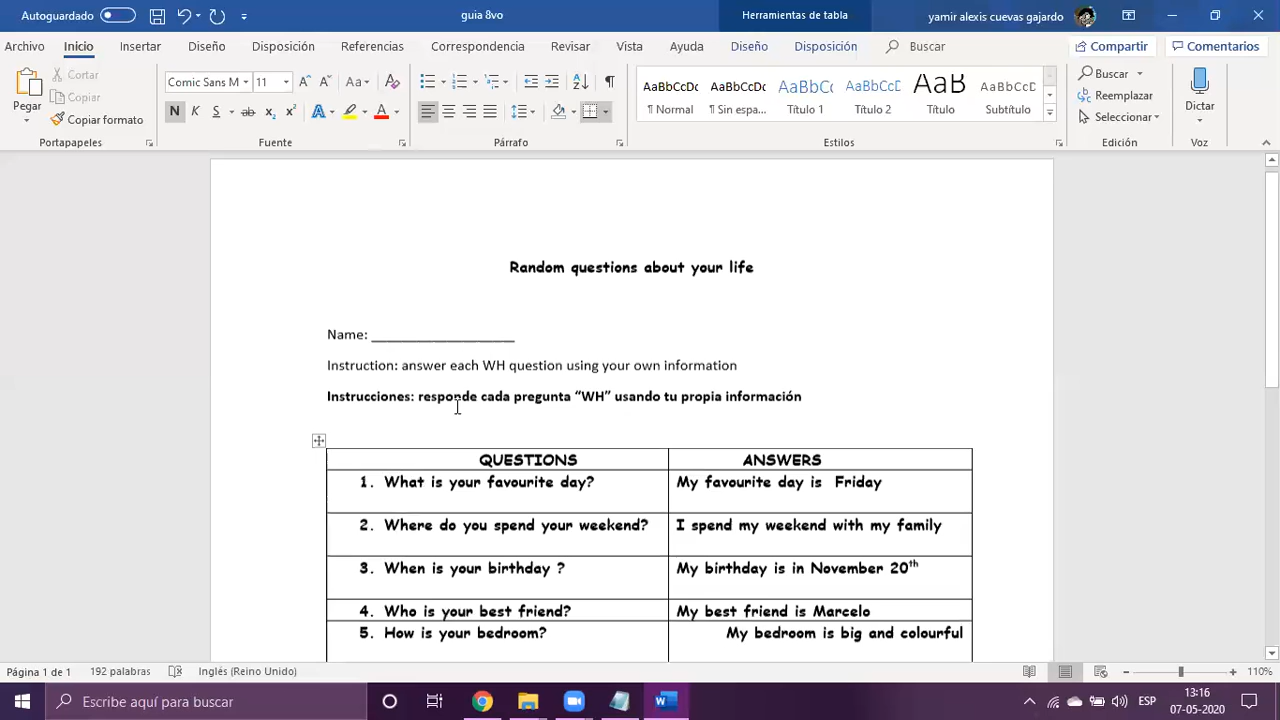 Autoguardado
guia 8vo
Herramientas de tabla
yamir alexis cuevas gajardo
Archivo Inicio Insertar Diseño Disposición Referencias Correspondencia Revisar Vista Ayuda Diseño Disposición Buscar Compartir Comentarios
Pegar
Cortar
Copiar
Copiar formato
Portapapeles
Comic Sans M 11
Aa
N K S ab x₂ x²
Fuente
Párrafo
AaBbCcDc
¶ Normal
AaBbCcDc
¶ Sin espa...
AaBbCc
Título 1
AaBbCcD
Título 2
AaB
Título
AaBbCcD
Subtítulo
Estilos
Buscar
Reemplazar
Seleccionar
Edición
Dictar
Voz
Random questions about your life
Name: ____________________
Instruction: answer each WH question using your own information
Instrucciones: responde cada pregunta “WH” usando tu propia información
QUESTIONS ANSWERS
1. What is your favourite day? My favourite day is Friday
2. Where do you spend your weekend? I spend my weekend with my family
3. When is your birthday ? My birthday is in November 20th
4. Who is your best friend? My best friend is Marcelo
5. How is your bedroom? My bedroom is big and colourful
Página 1 de 1 192 palabras Inglés (Reino Unido) 110%
Escribe aquí para buscar
ESP
13:16
07-05-2020